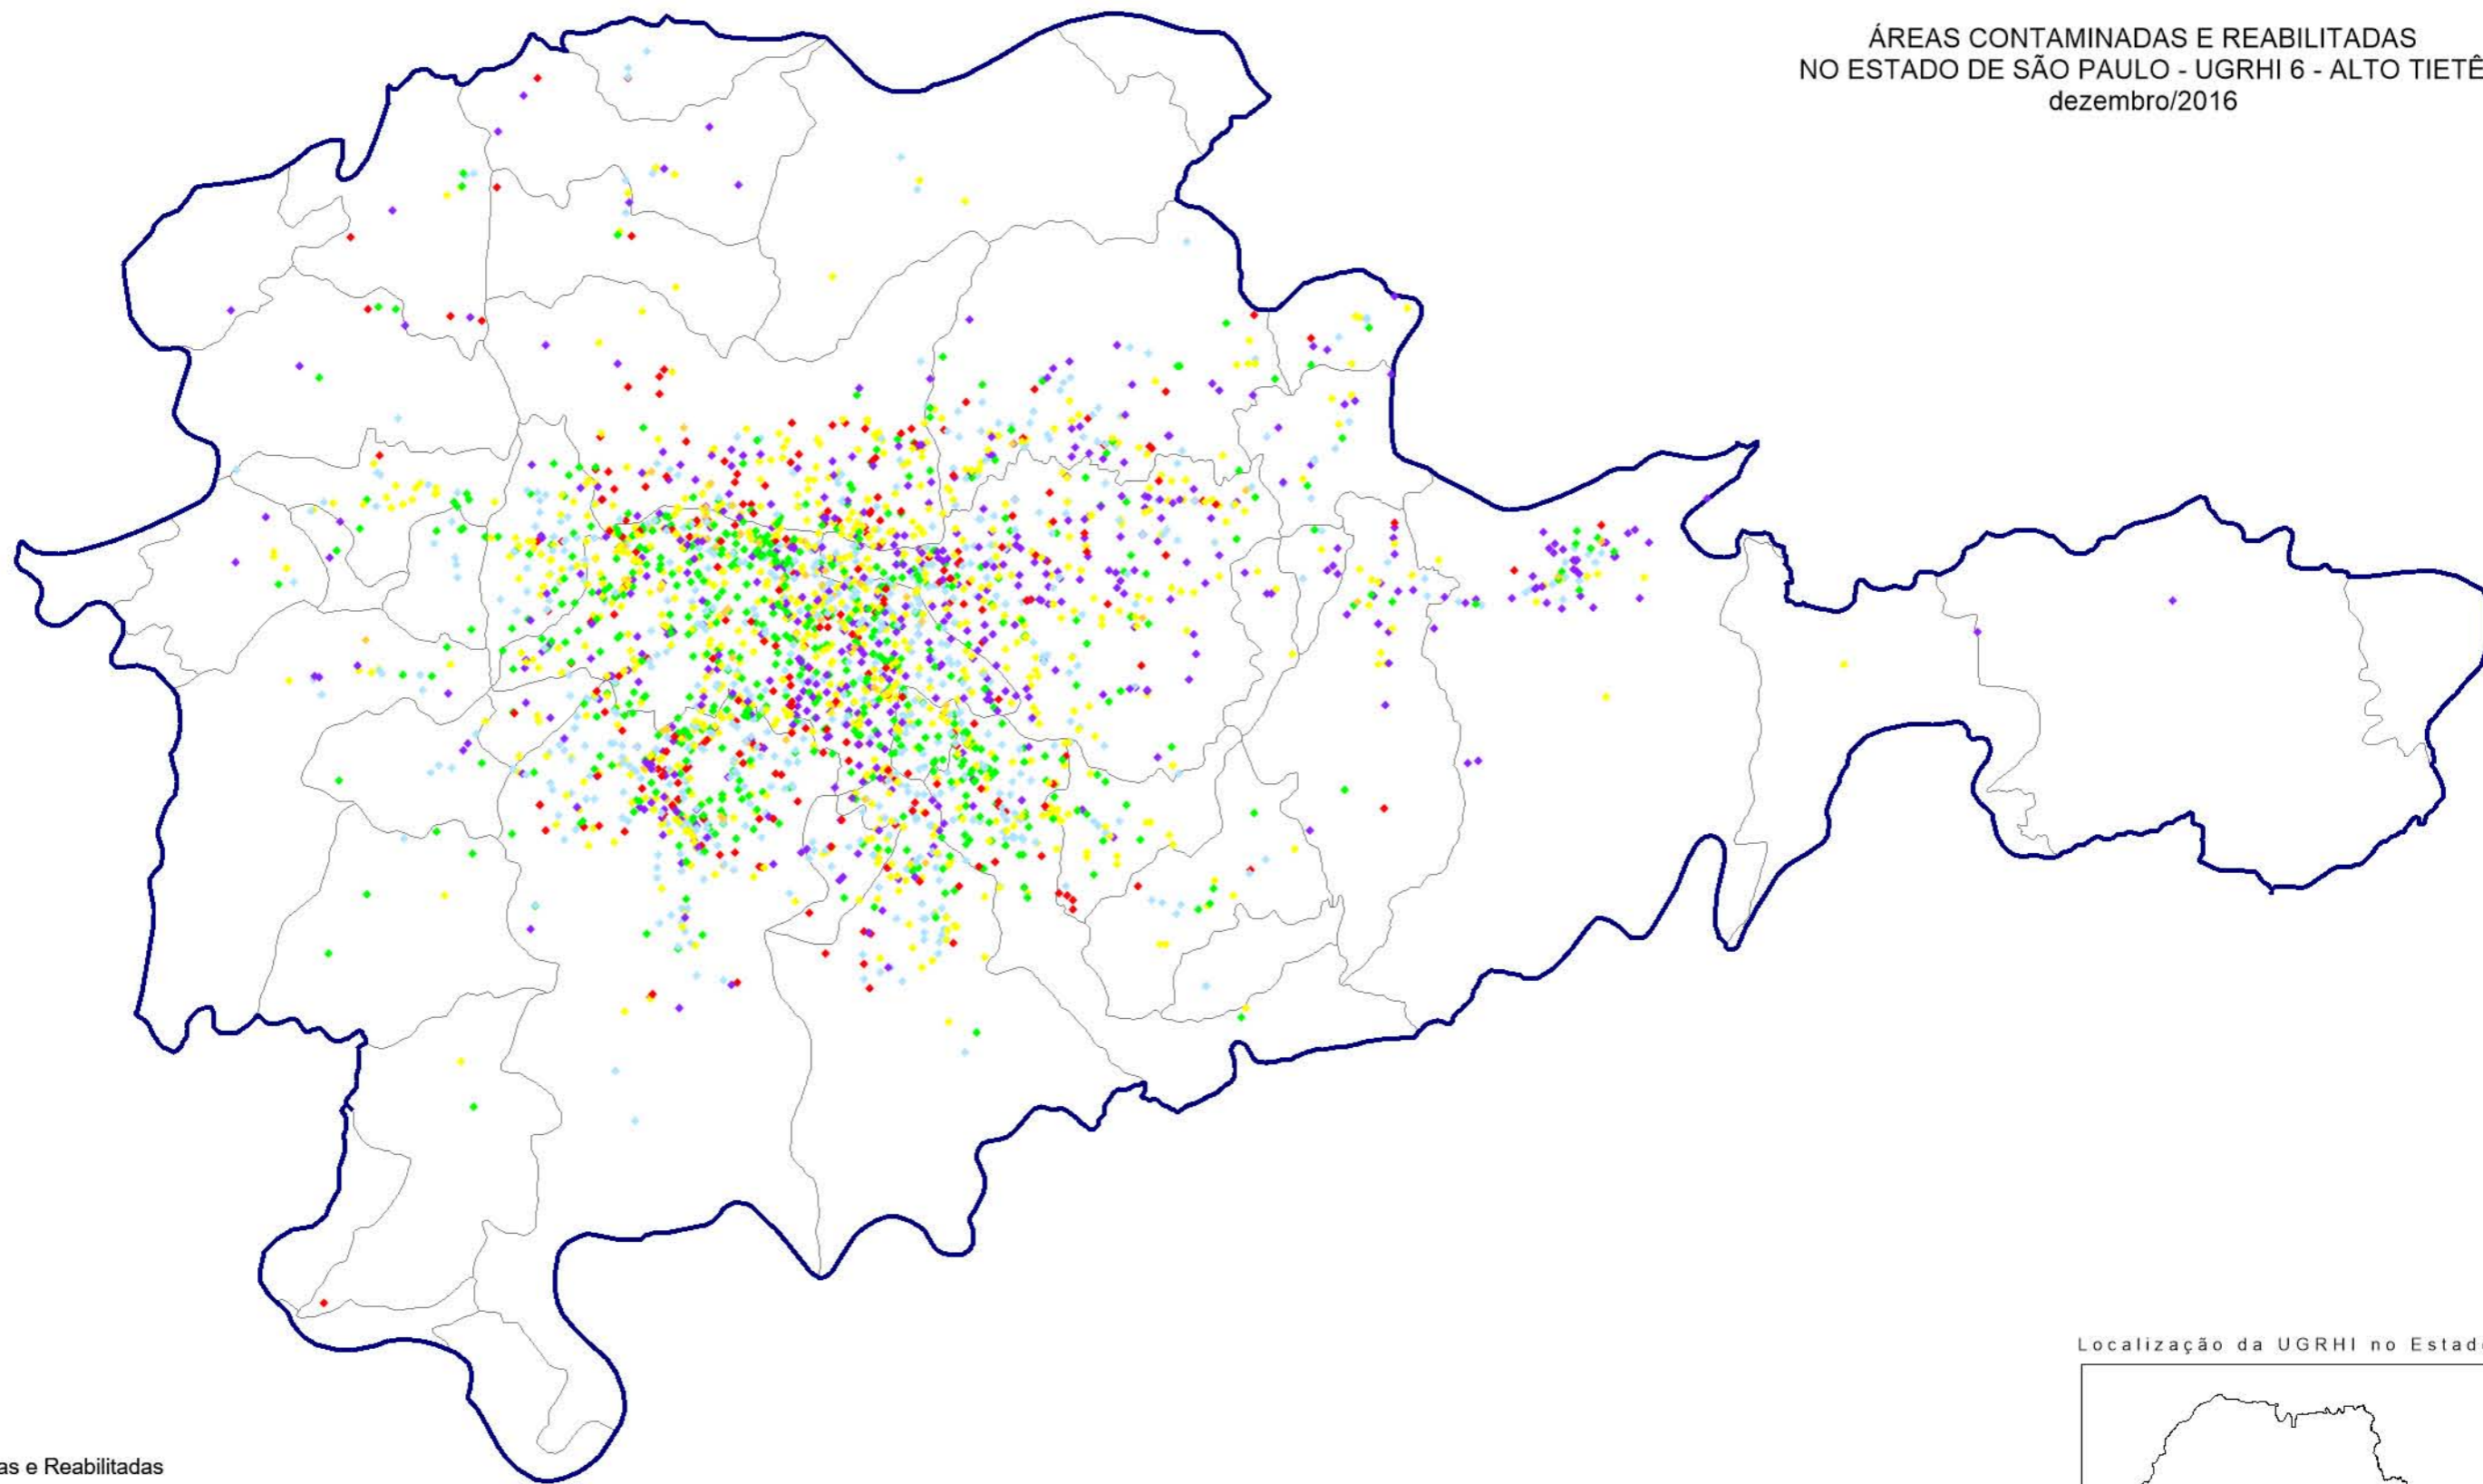 ÁREAS CONTAMINADAS E REABILITADAS
NO ESTADO DE SÃO PAULO - UGRHI 6 - ALTO TIETÊ
dezembro/2016
Localização da UGRHI no Estado
as e Reabilitadas